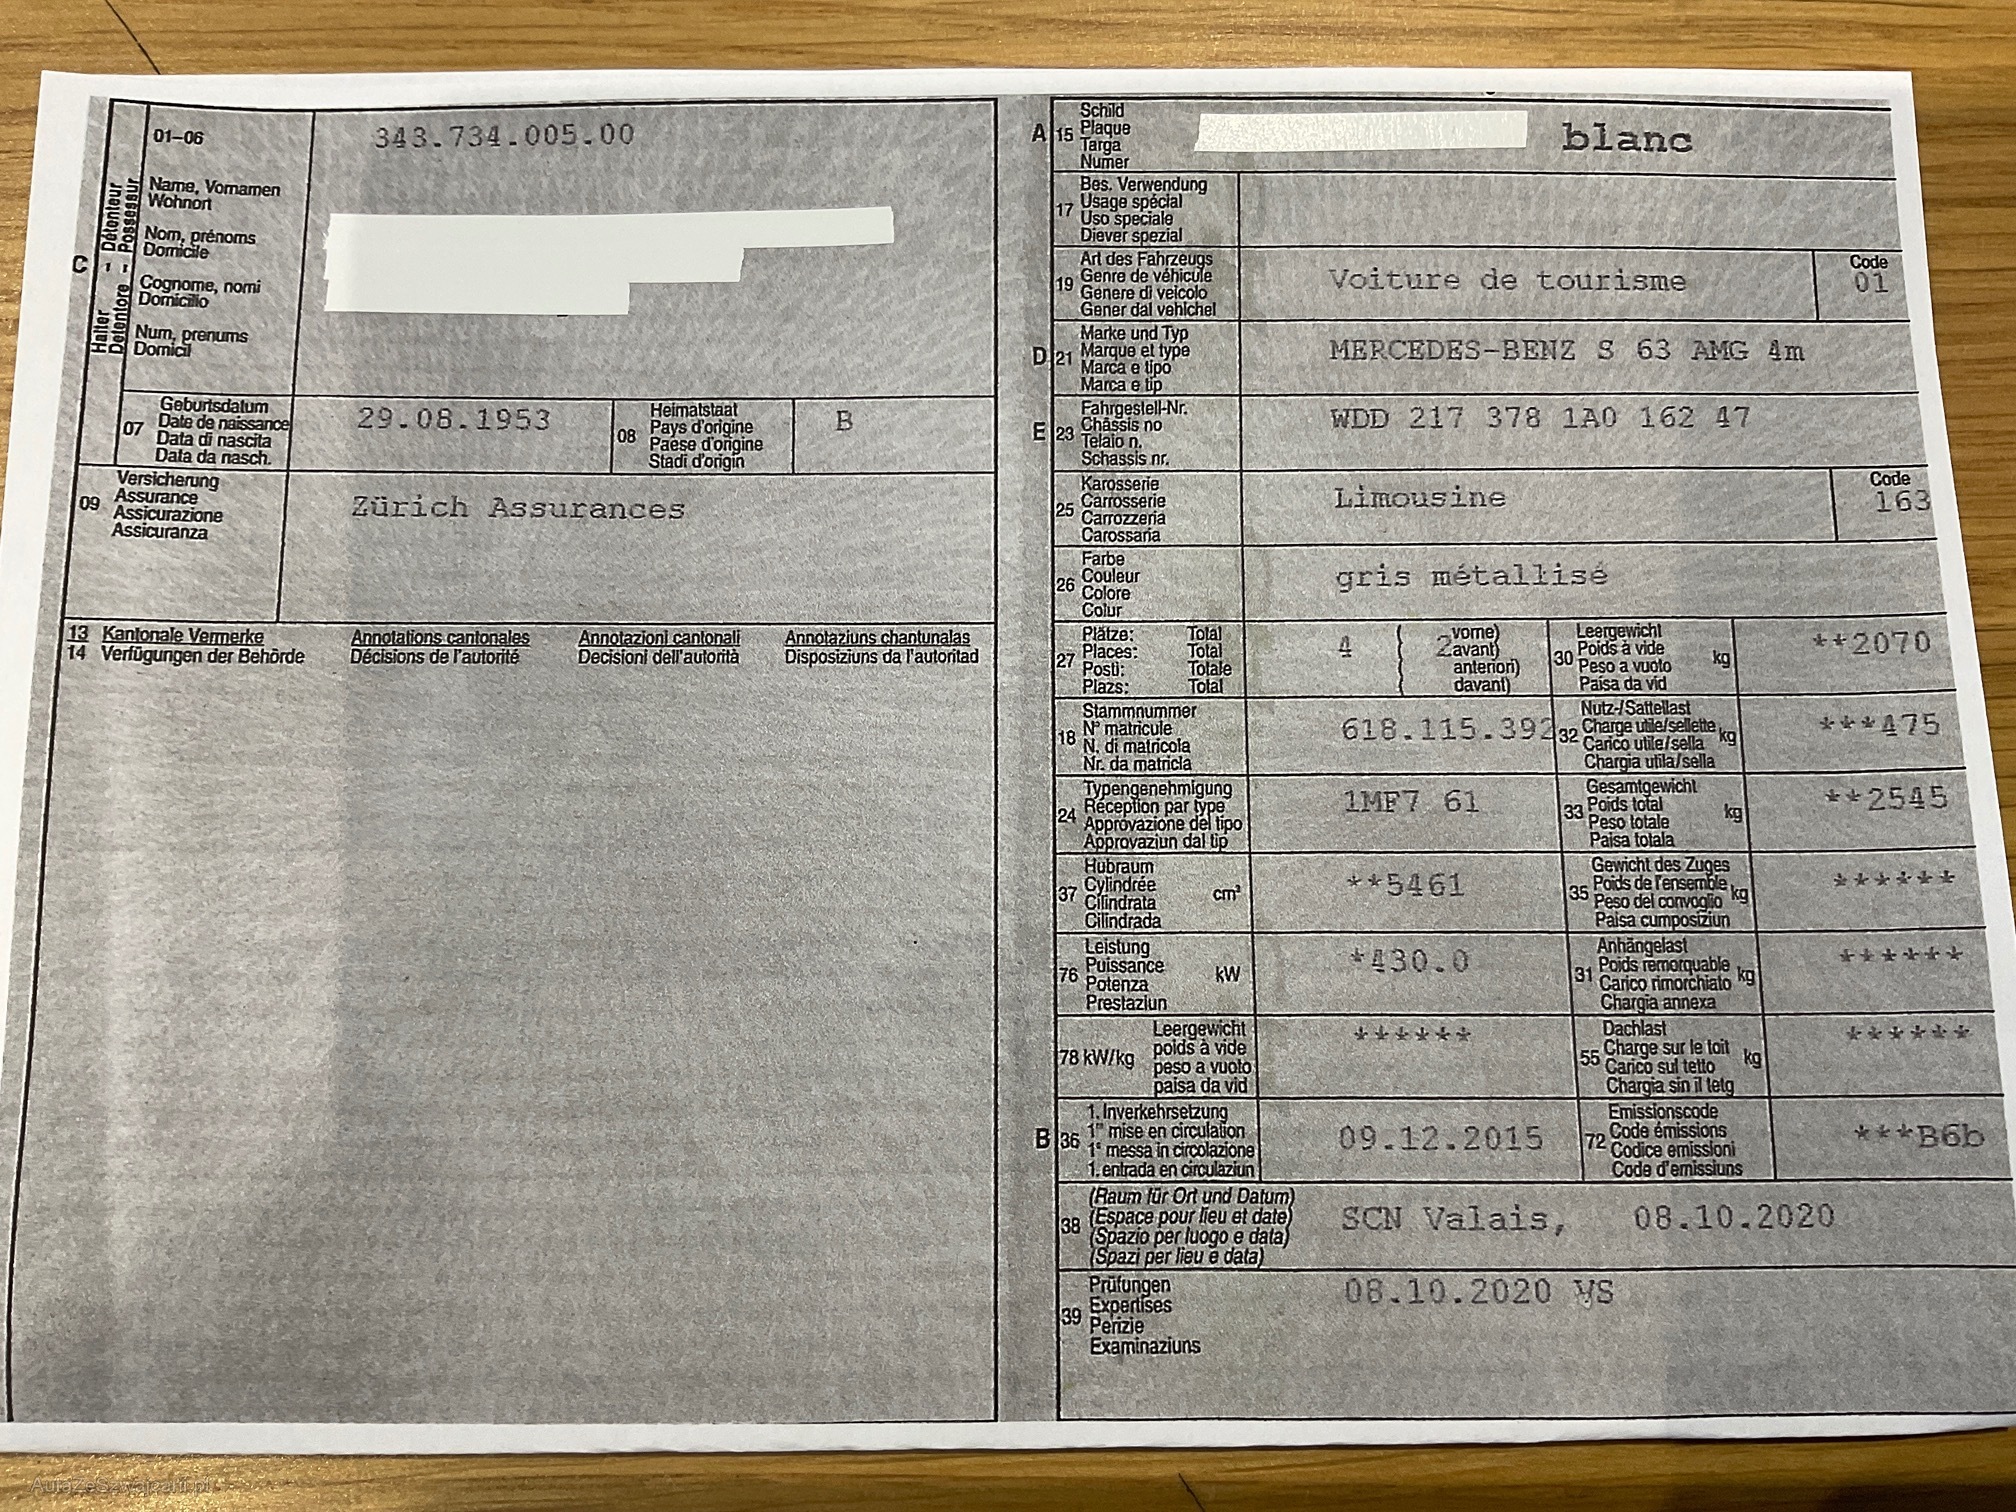 01-06
343.734.005.00
C
Halter - Détenteur
Detentore - Possessur
Name, Vornamen
Wohnort
Nom, prénoms
Domicile
Cognome, nomi
Domicilio
Num, prenums
Domicil
07
Geburtsdatum
Date de naissance
Data di nascita
Data da nasch.
29.08.1953
08
Heimatstaat
Pays d'origine
Paese d'origine
Stadi d'origin
B
09
Versicherung
Assurance
Assicurazione
Assicuranza
Zürich Assurances
13 Kantonale Vermerke Annotations cantonales Annotazioni cantonali Annotaziuns chantunalas
14 Verfügungen der Behörde Décisions de l'autorité Decisioni dell'autorità Disposiziuns da l'autoritad
A 15
Schild
Plaque
Targa
Numer
blanc
17
Bes. Verwendung
Usage spécial
Uso speciale
Diever spezial
19
Art des Fahrzeugs
Genre de véhicule
Genere di veicolo
Gener dal vehichel
Voiture de tourisme
Code
01
D 21
Marke und Typ
Marque et type
Marca e tipo
Marca e tip
MERCEDES-BENZ S 63 AMG 4m
E 23
Fahrgestell-Nr.
Châssis no
Telaio n.
Schassis nr.
WDD 217 378 1A0 162 47
25
Karosserie
Carrosserie
Carrozzeria
Carossaria
Limousine
Code
163
26
Farbe
Couleur
Colore
Colur
gris métallisé
27
Plätze: Total
Places: Total
Posti: Totale
Plazs: Total
4
2
vorne)
avant)
anteriori)
davant)
30
Leergewicht
Poids à vide
Peso a vuoto
Paisa da vid
kg
**2070
18
Stammnummer
N° matricule
N. di matricola
Nr. da matricla
618.115.392
32
Nutz-/Sattellast
Charge utile/sellette
Carico utile/sella
Chargia utila/sella
kg
***475
24
Typengenehmigung
Réception par type
Approvazione del tipo
Approvaziun dal tip
1MF7 61
33
Gesamtgewicht
Poids total
Peso totale
Paisa totala
kg
**2545
37
Hubraum
Cylindrée
Cilindrata
Cilindrada
cm³
**5461
35
Gewicht des Zuges
Poids de l'ensemble
Peso del convoglio
Paisa cumposiziun
kg
******
76
Leistung
Puissance
Potenza
Prestaziun
kW
*430.0
31
Anhängelast
Poids remorquable
Carico rimorchiato
Chargia annexa
kg
******
78 kW/kg
Leergewicht
poids à vide
peso a vuoto
paisa da vid
******
55
Dachlast
Charge sur le toit
Carico sul tetto
Chargia sin il tetg
kg
******
B 36
1. Inverkehrsetzung
1re mise en circulation
1a messa in circolazione
1. entrada en circulaziun
09.12.2015
72
Emissionscode
Code émissions
Codice emissioni
Code d'emissiuns
***B6b
38
(Raum für Ort und Datum)
(Espace pour lieu et date)
(Spazio per luogo e data)
(Spazi per lieu e data)
SCN Valais, 08.10.2020
39
Prüfungen
Expertises
Perizie
Examinaziuns
08.10.2020 VS
AutaZeSzwajcarii.pl